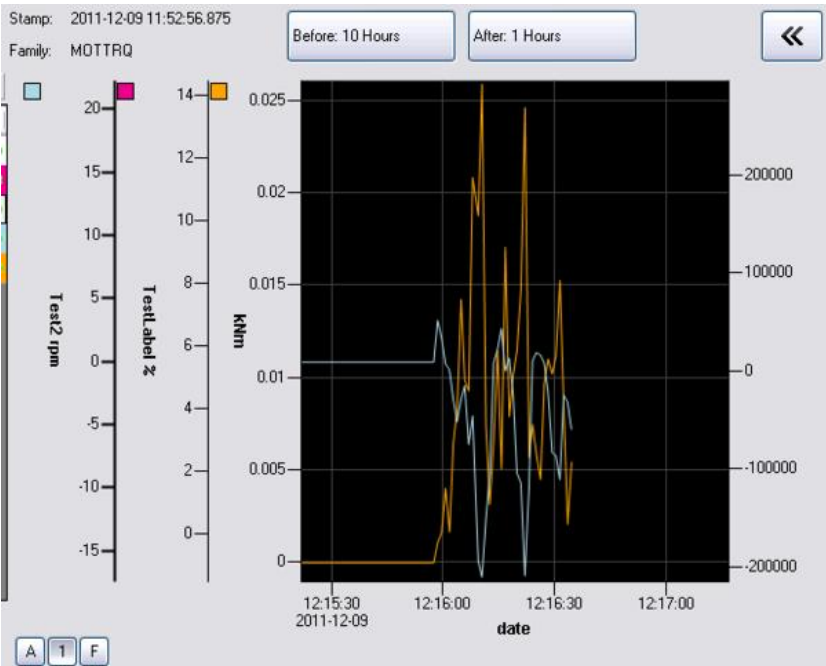 Stamp: 2011-12-09 11:52:56.875
Family: MOTTRQ
Before: 10 Hours
After: 1 Hours
«
20
15
10
5
0
-5
-10
-15
Test2 rpm
14
12
10
8
6
4
2
0
TestLabel %
0.025
0.02
0.015
0.01
0.005
0
kNm
200000
100000
0
-100000
-200000
12:15:30 12:16:00 12:16:30 12:17:00
2011-12-09
date
A 1 F